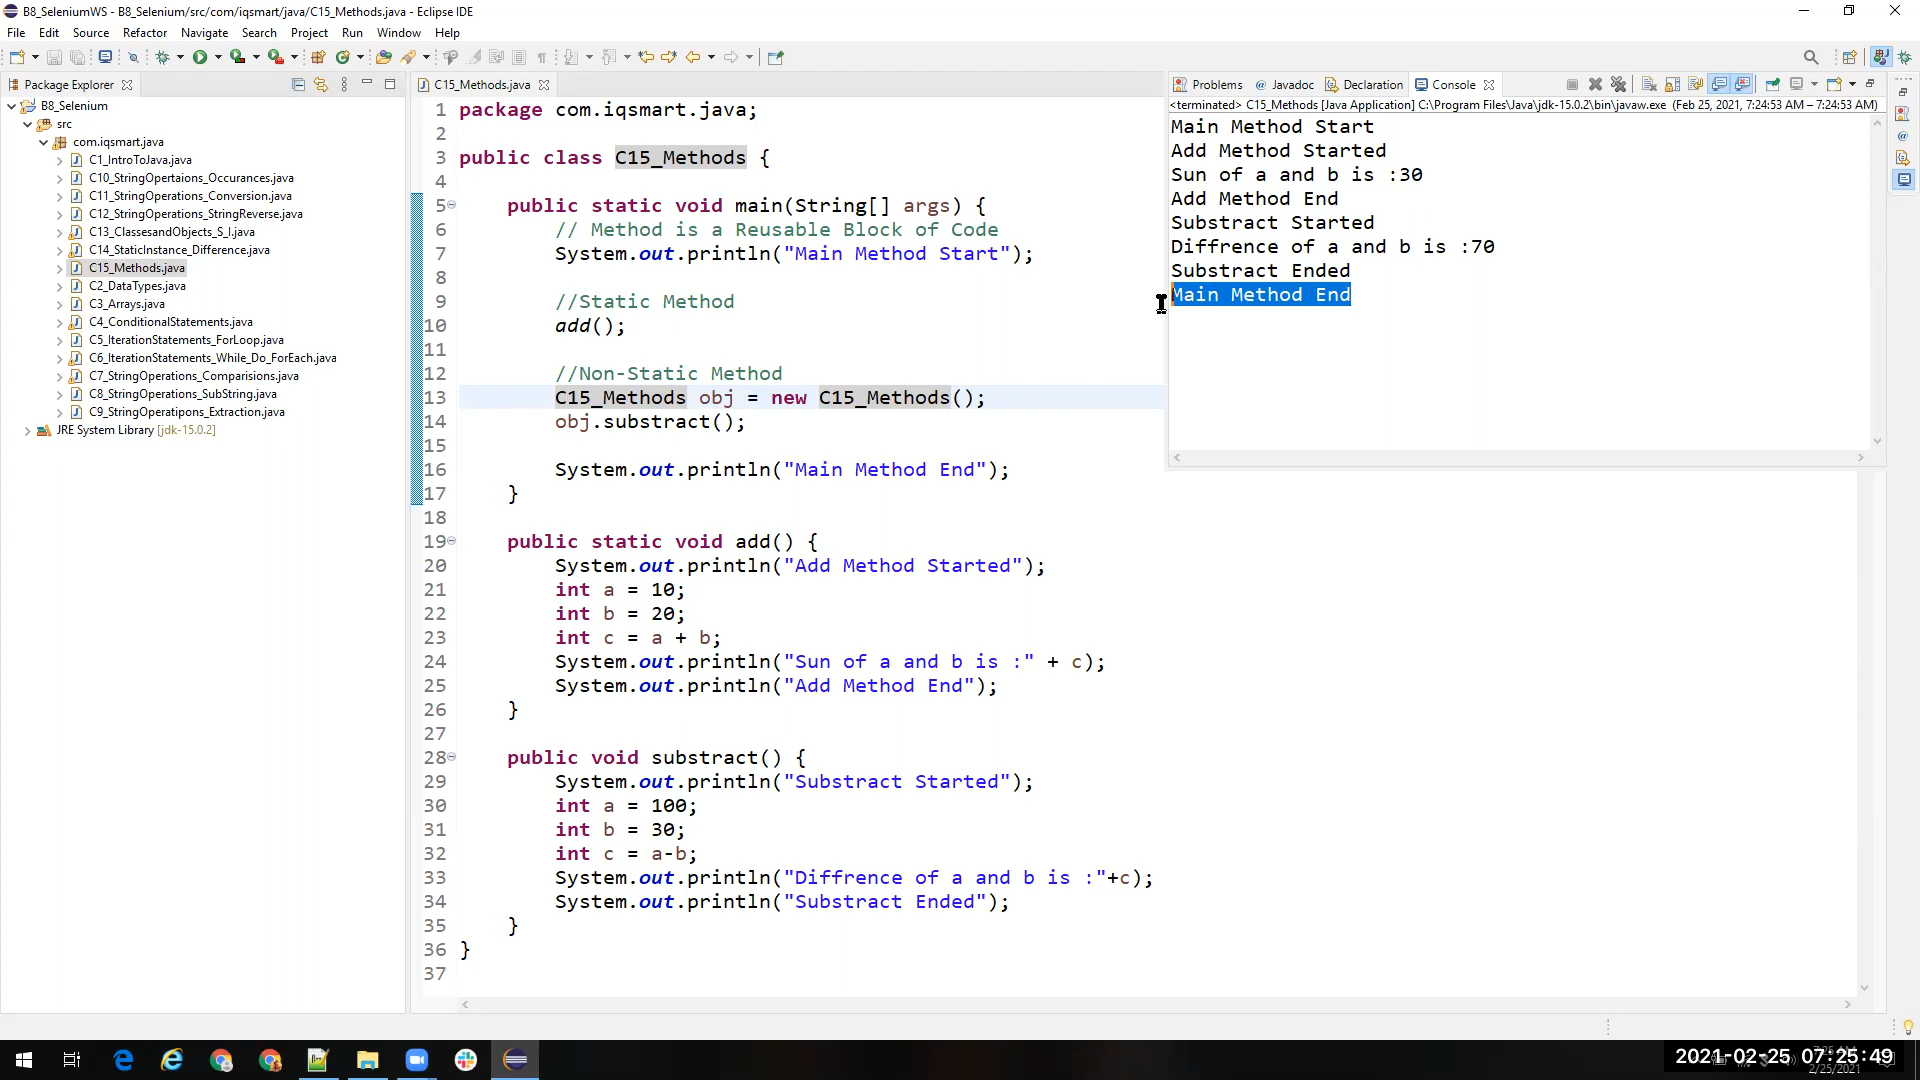 B8_SeleniumWS - B8_Selenium/src/com/iqsmart/java/C15_Methods.java - Eclipse IDE
File Edit Source Refactor Navigate Search Project Run Window Help
Package Explorer
B8_Selenium
src
com.iqsmart.java
C1_IntroToJava.java
C10_StringOpertaions_Occurances.java
C11_StringOperations_Conversion.java
C12_StringOperations_StringReverse.java
C13_ClassesandObjects_S_I.java
C14_StaticInstance_Difference.java
C15_Methods.java
C2_DataTypes.java
C3_Arrays.java
C4_ConditionalStatements.java
C5_IterationStatements_ForLoop.java
C6_IterationStatements_While_Do_ForEach.java
C7_StringOperations_Comparisions.java
C8_StringOperations_SubString.java
C9_StringOperatipons_Extraction.java
JRE System Library [jdk-15.0.2]
C15_Methods.java
1 package com.iqsmart.java;
2
3 public class C15_Methods {
4
5 public static void main(String[] args) {
6 // Method is a Reusable Block of Code
7 System.out.println("Main Method Start");
8
9 //Static Method
10 add();
11
12 //Non-Static Method
13 C15_Methods obj = new C15_Methods();
14 obj.substract();
15
16 System.out.println("Main Method End");
17 }
18
19 public static void add() {
20 System.out.println("Add Method Started");
21 int a = 10;
22 int b = 20;
23 int c = a + b;
24 System.out.println("Sun of a and b is :" + c);
25 System.out.println("Add Method End");
26 }
27
28 public void substract() {
29 System.out.println("Substract Started");
30 int a = 100;
31 int b = 30;
32 int c = a-b;
33 System.out.println("Diffrence of a and b is :"+c);
34 System.out.println("Substract Ended");
35 }
36 }
37
Problems Javadoc Declaration Console
<terminated> C15_Methods [Java Application] C:\Program Files\Java\jdk-15.0.2\bin\javaw.exe (Feb 25, 2021, 7:24:53 AM – 7:24:53 AM)
Main Method Start
Add Method Started
Sun of a and b is :30
Add Method End
Substract Started
Diffrence of a and b is :70
Substract Ended
Main Method End
2021-02-25 07:25:49
2/25/2021